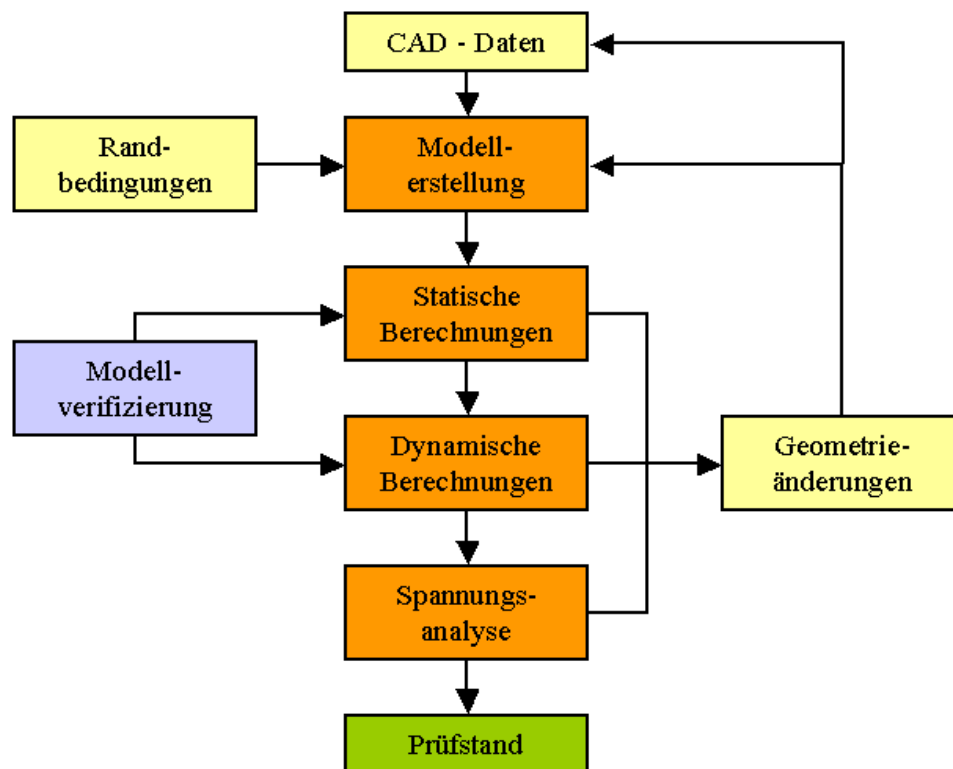 CAD - Daten
Rand-
bedingungen
Modell-
erstellung
Statische
Berechnungen
Modell-
verifizierung
Dynamische
Berechnungen
Geometrie-
änderungen
Spannungs-
analyse
Prüfstand